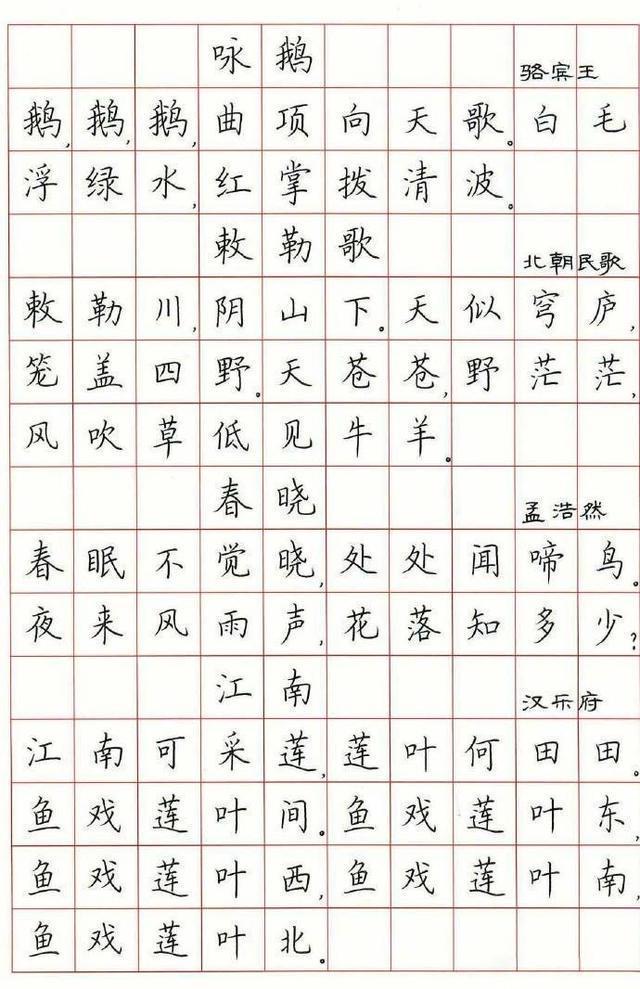 咏鹅
骆宾王
鹅,鹅,鹅,曲项向天歌。白毛
浮绿水,红掌拨清波。
敕勒歌
北朝民歌
敕勒川,阴山下。天似穹庐,
笼盖四野。天苍苍,野茫茫,
风吹草低见牛羊。
春晓
孟浩然
春眠不觉晓,处处闻啼鸟。
夜来风雨声,花落知多少?
江南
汉乐府
江南可采莲,莲叶何田田。
鱼戏莲叶间。鱼戏莲叶东,
鱼戏莲叶西,鱼戏莲叶南,
鱼戏莲叶北。